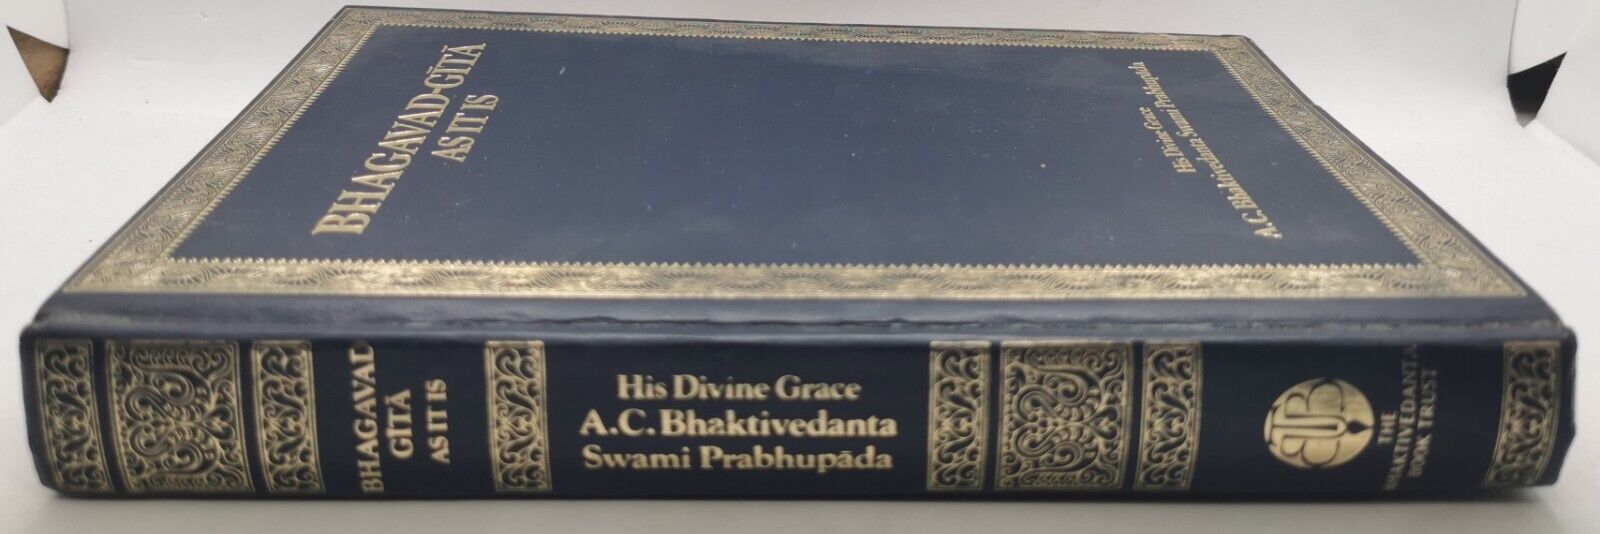 BHAGAVAD-GĪTĀ
AS IT IS
His Divine Grace
A.C. Bhaktivedanta Swami Prabhupāda
BHAGAVAD
GĪTĀ
AS IT IS
His Divine Grace
A.C. Bhaktivedanta
Swami Prabhupāda
THE
BHAKTIVEDANTA
BOOK TRUST